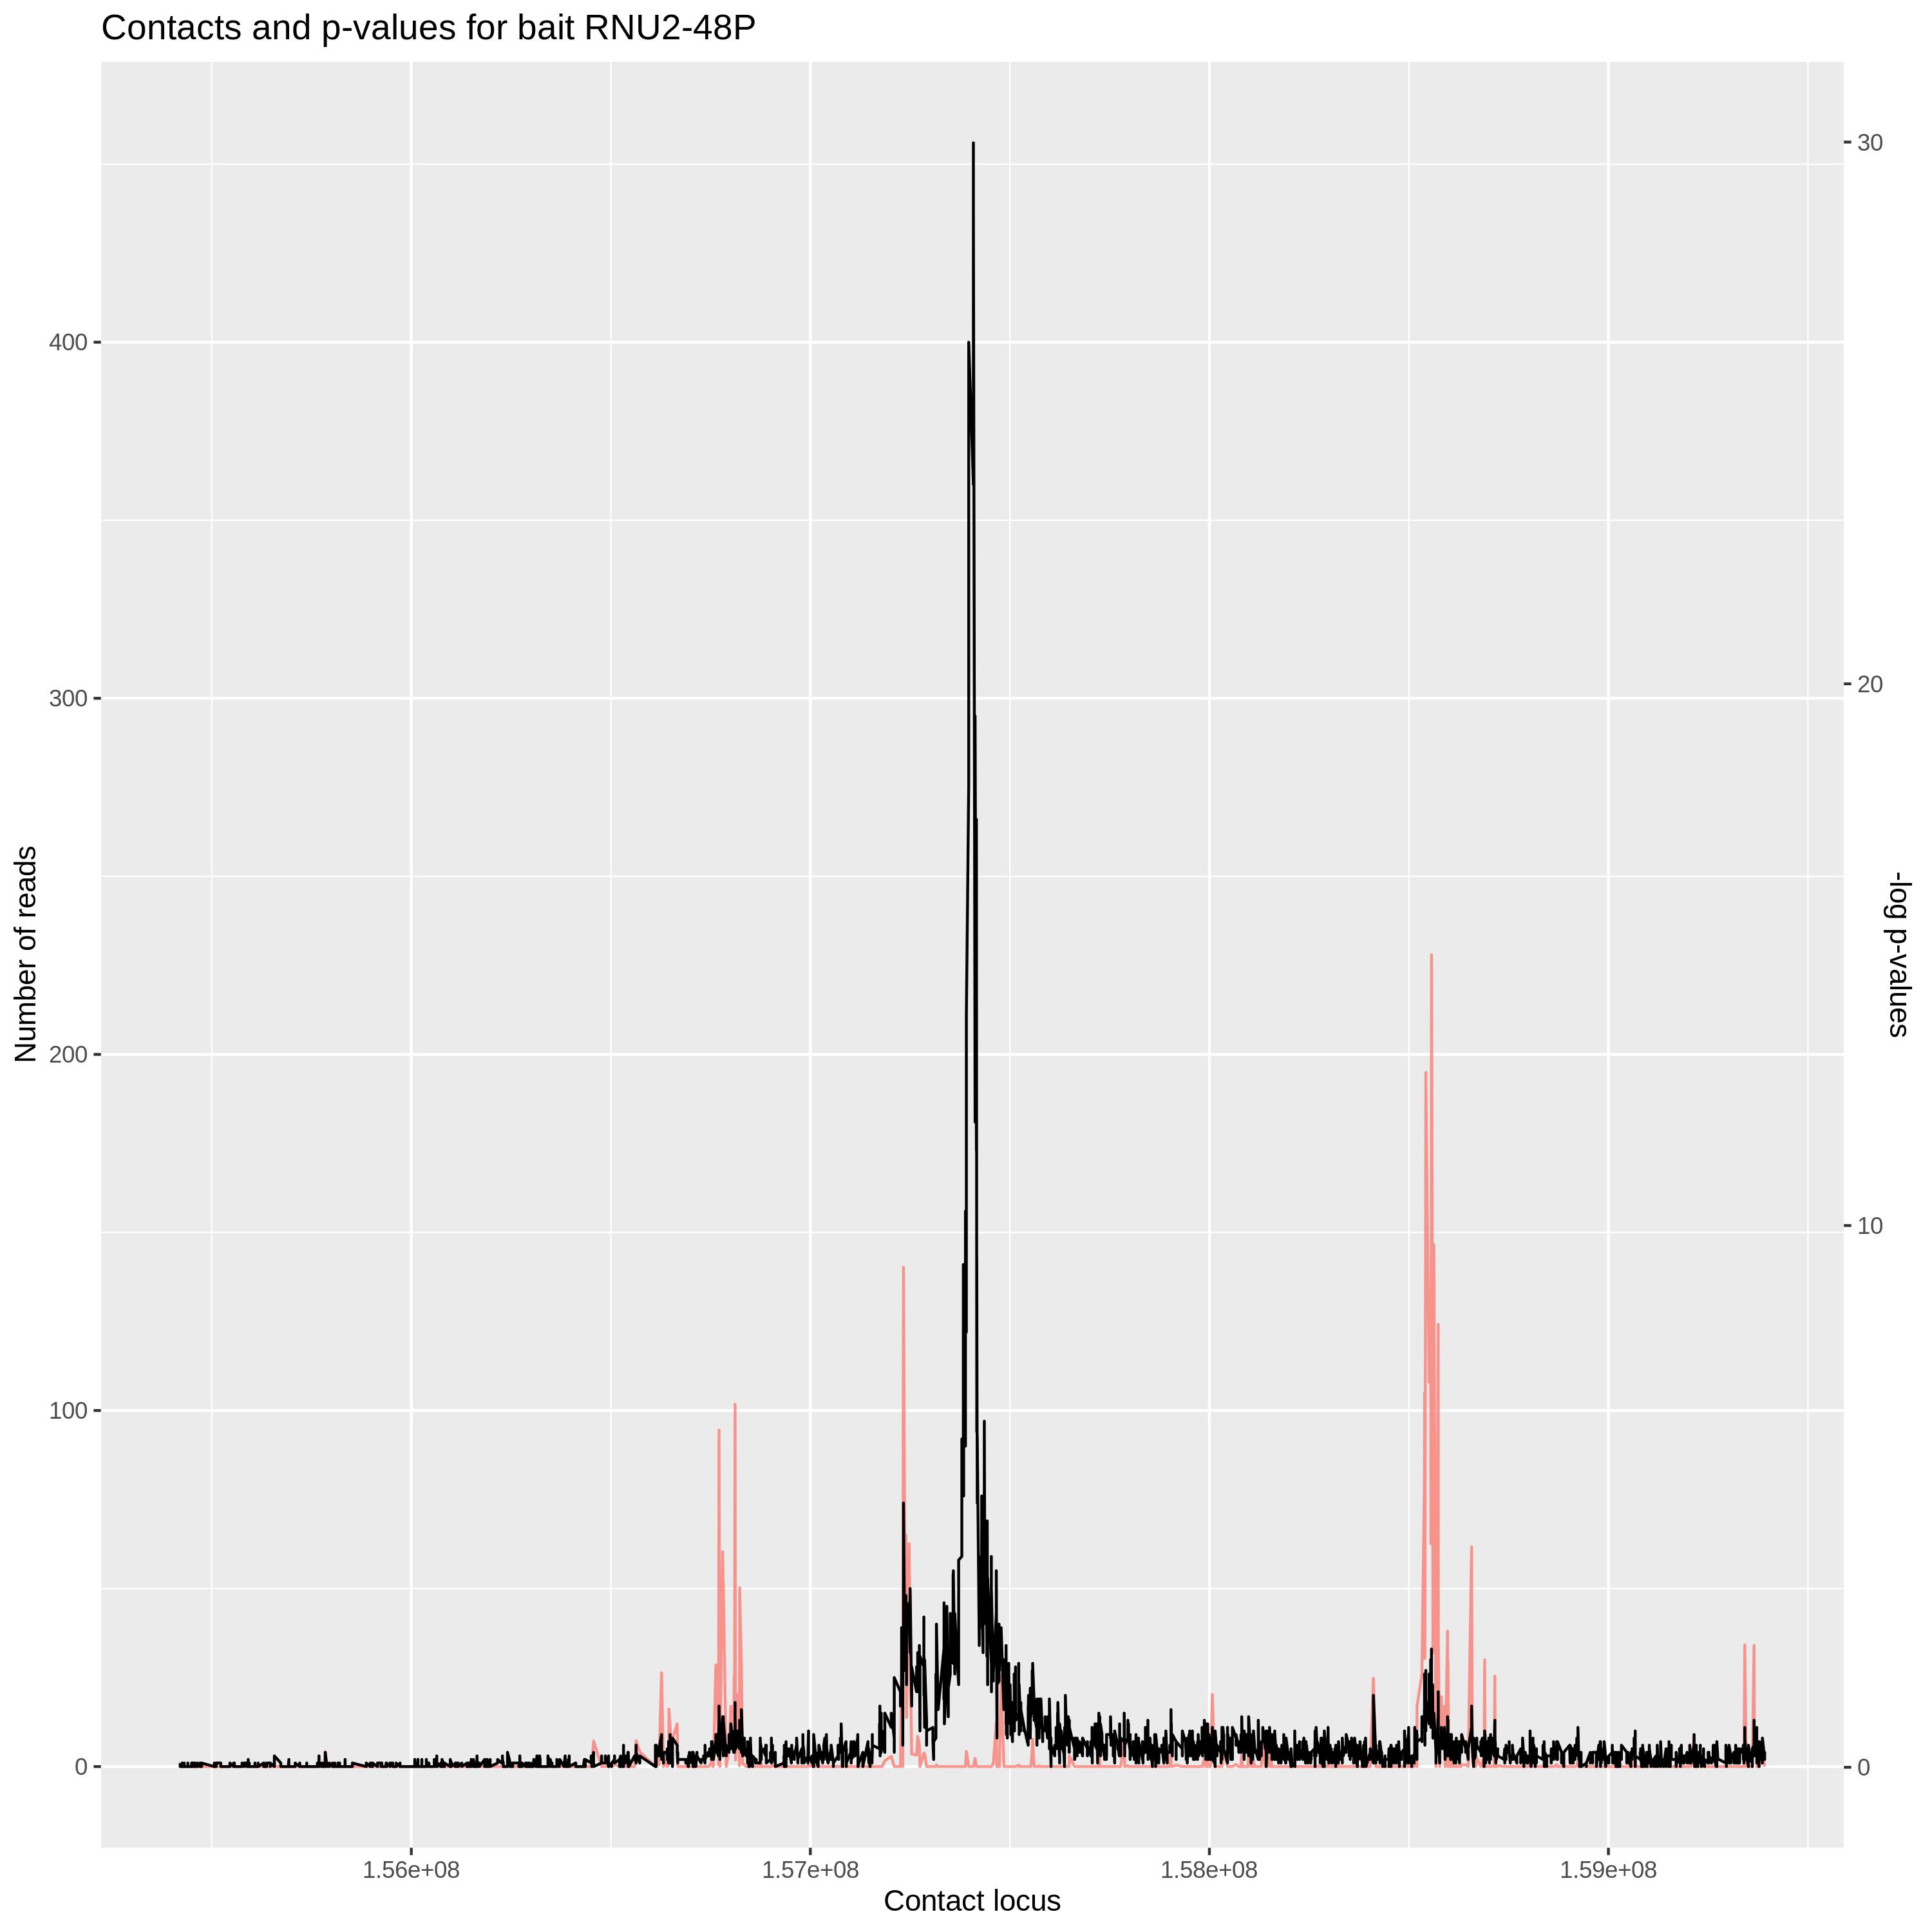 Contacts and p-values for bait RNU2-48P
Number of reads
400
300
200
100
0
30
20
10
0
-log p-values
1.56e+08
1.57e+08
1.58e+08
1.59e+08
Contact locus